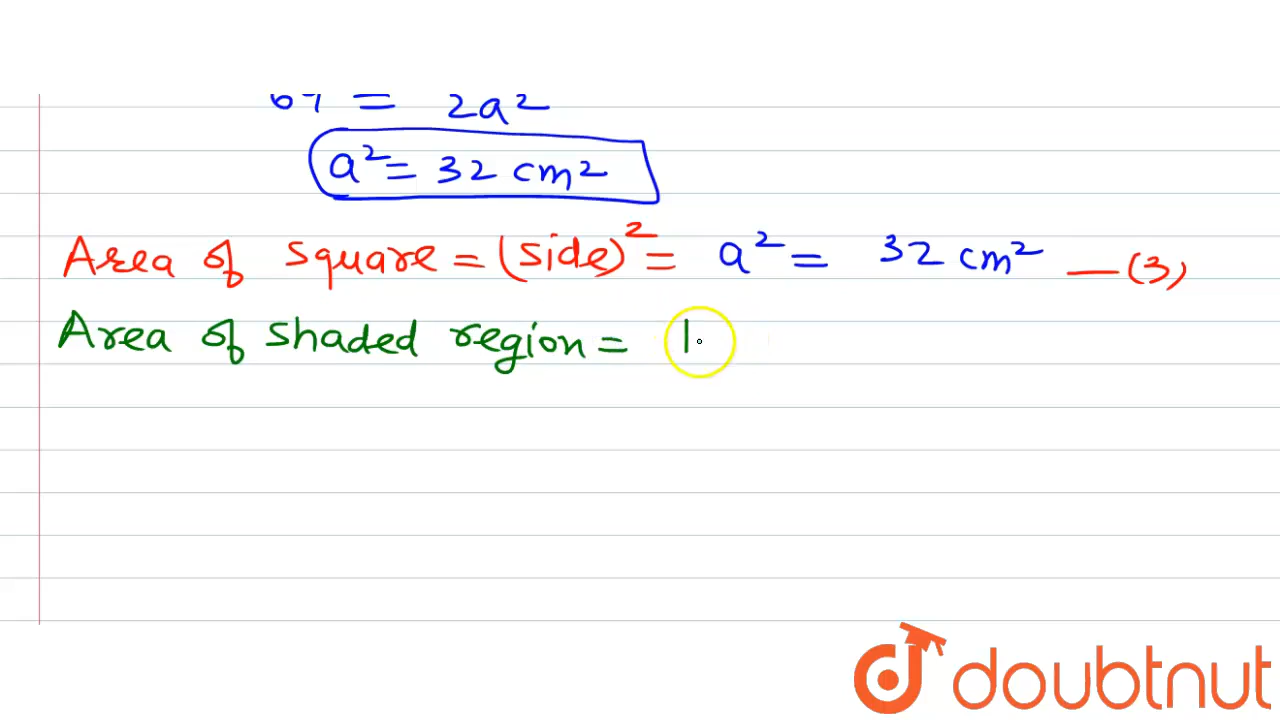 64 = 2a²
a² = 32 cm²
Area of square = (side)² = a² = 32 cm² — (3)
Area of shaded region = 1
doubtnut